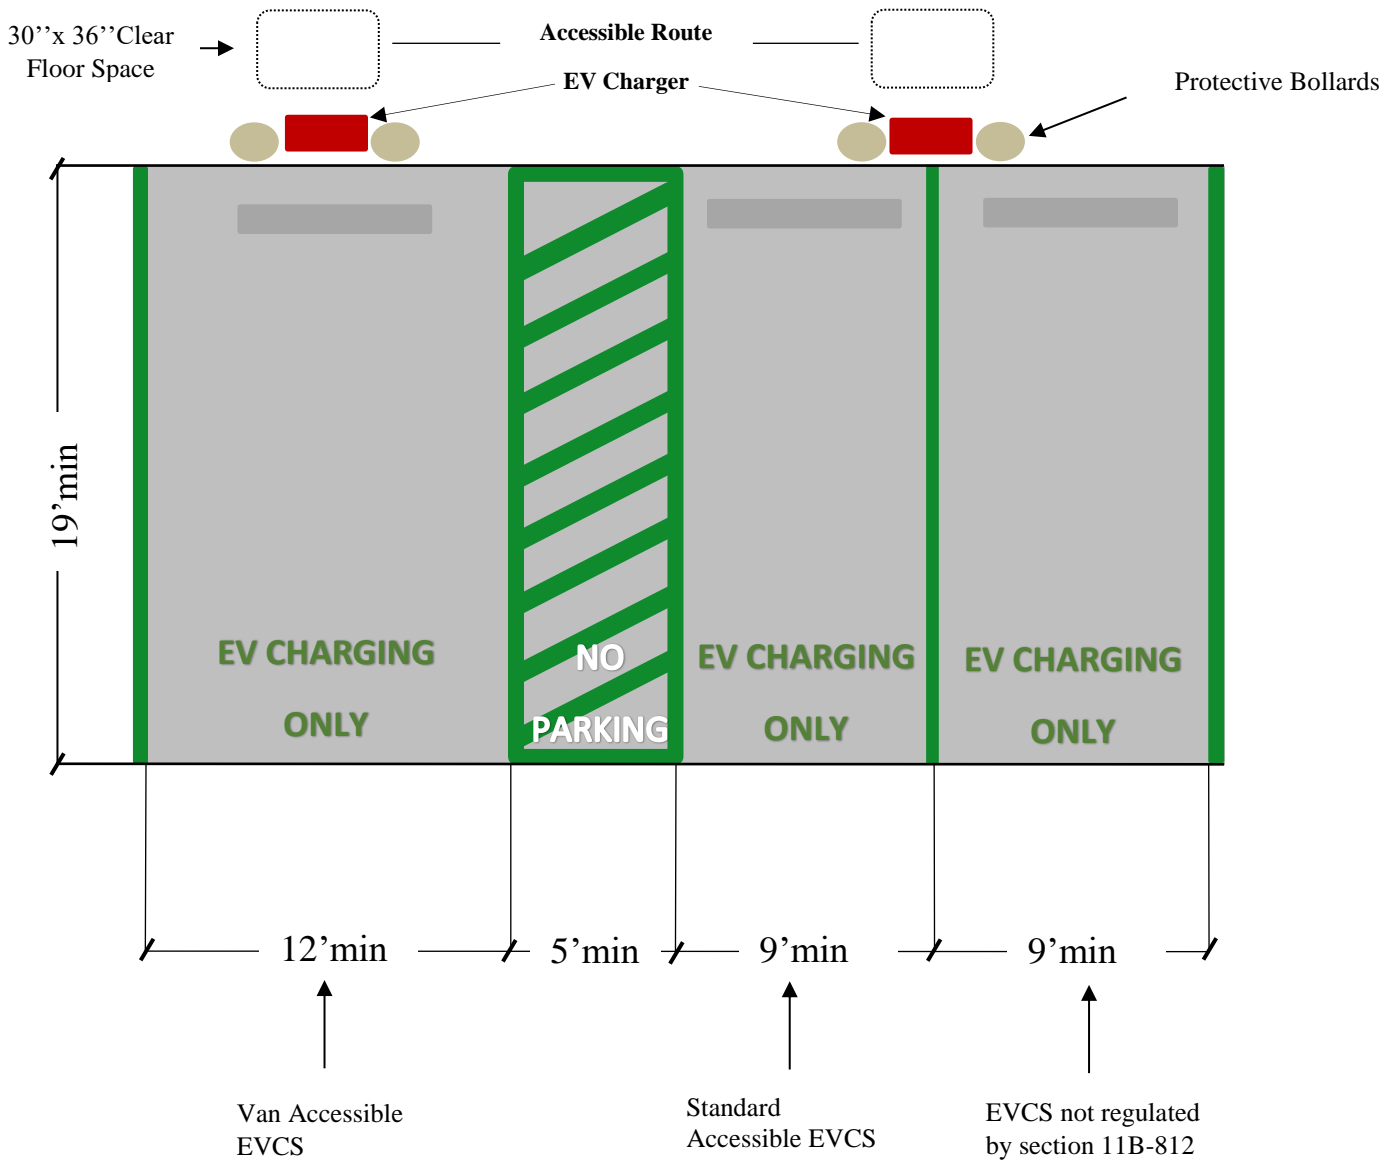 30’’x 36’’Clear
Floor Space
Accessible Route
EV Charger
Protective Bollards
19’min
EV CHARGING
ONLY
NO
PARKING
EV CHARGING
ONLY
EV CHARGING
ONLY
12’min
5’min
9’min
9’min
Van Accessible
EVCS
Standard
Accessible EVCS
EVCS not regulated
by section 11B-812